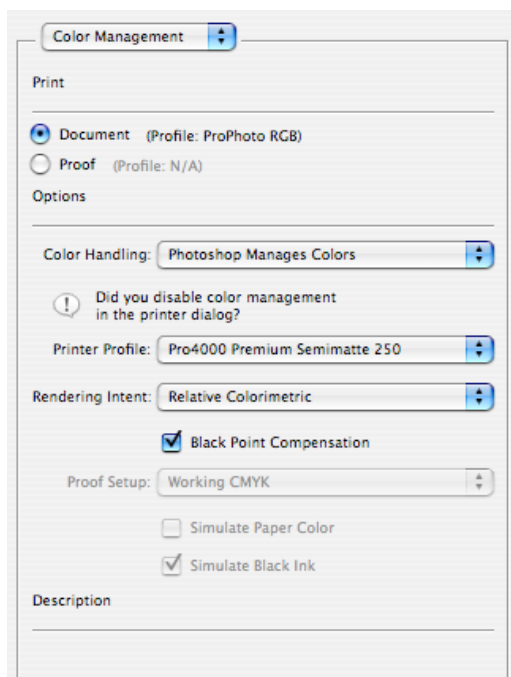 Color Management
Print
Document (Profile: ProPhoto RGB)
Proof (Profile: N/A)
Options
Color Handling: Photoshop Manages Colors
Did you disable color management
in the printer dialog?
Printer Profile: Pro4000 Premium Semimatte 250
Rendering Intent: Relative Colorimetric
Black Point Compensation
Proof Setup: Working CMYK
Simulate Paper Color
Simulate Black Ink
Description